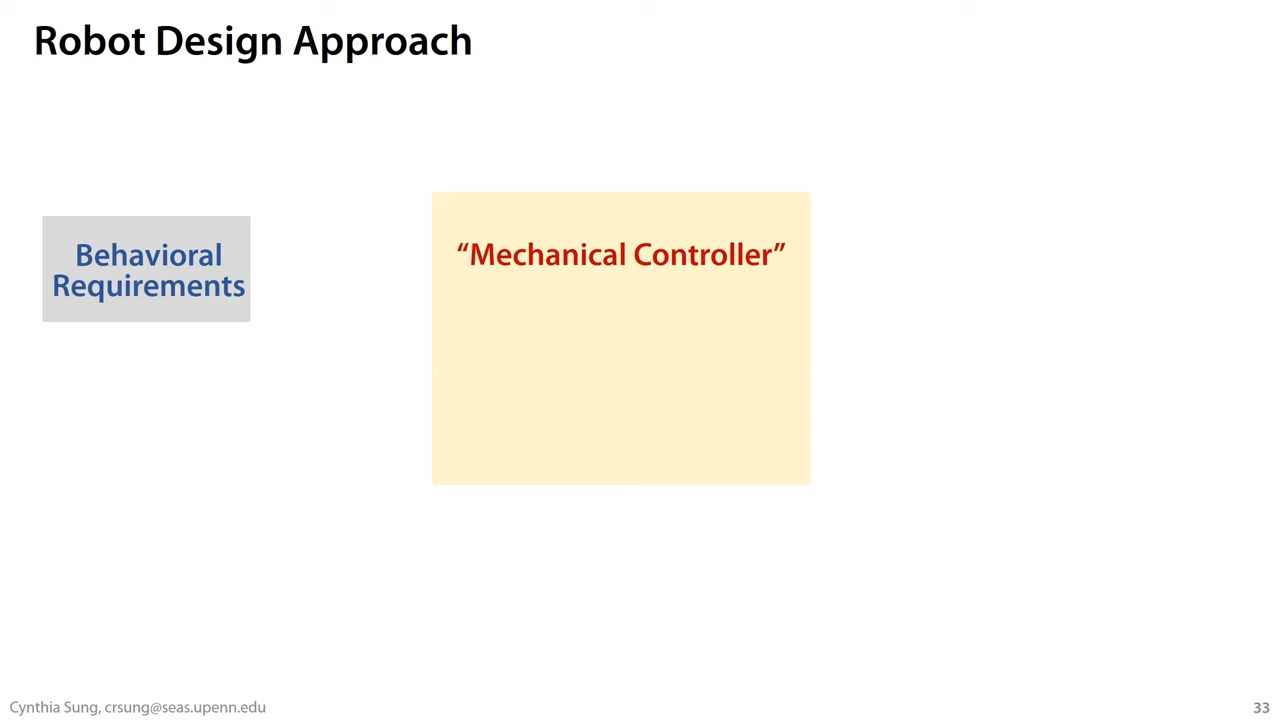 Robot Design Approach
Behavioral
Requirements
“Mechanical Controller”
Cynthia Sung, crsung@seas.upenn.edu
33